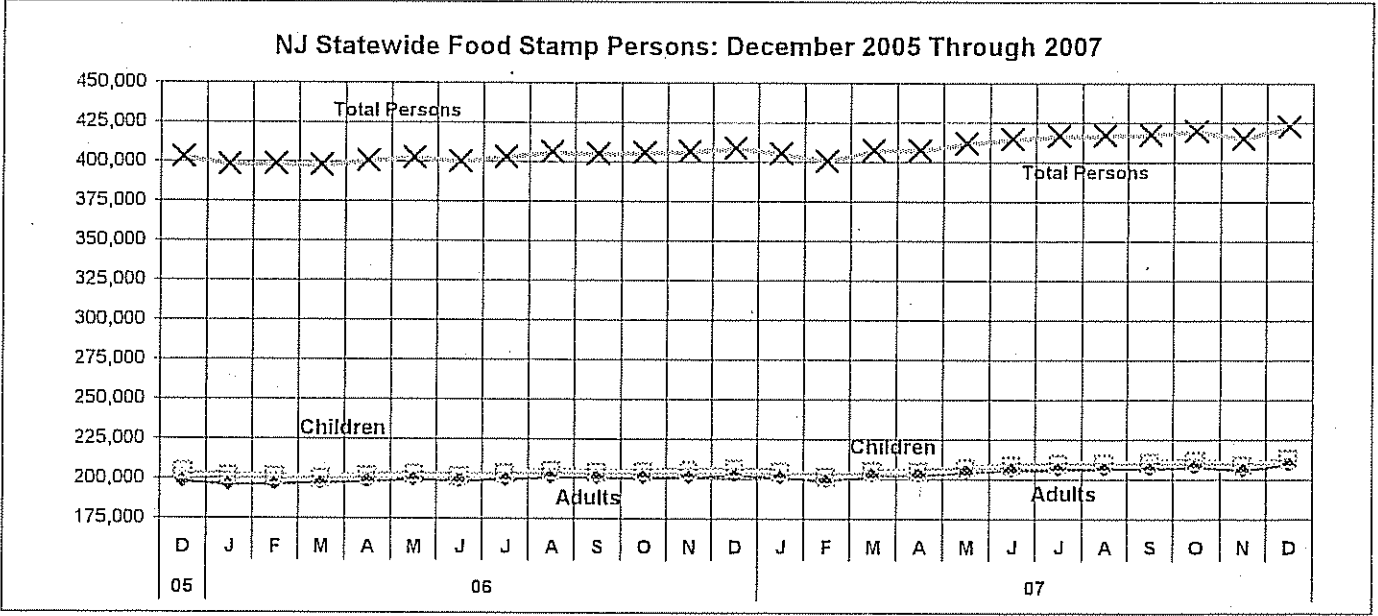 NJ Statewide Food Stamp Persons: December 2005 Through 2007
450,000
Total Persons
425,000
400,000
Total Persons
375,000
350,000
325,000
300,000
275,000
250,000
Children
225,000
Children
200,000
Adults
Adults
175,000
D J F M A M J J A S O N D J F M A M J J A S O N D
05 06 07